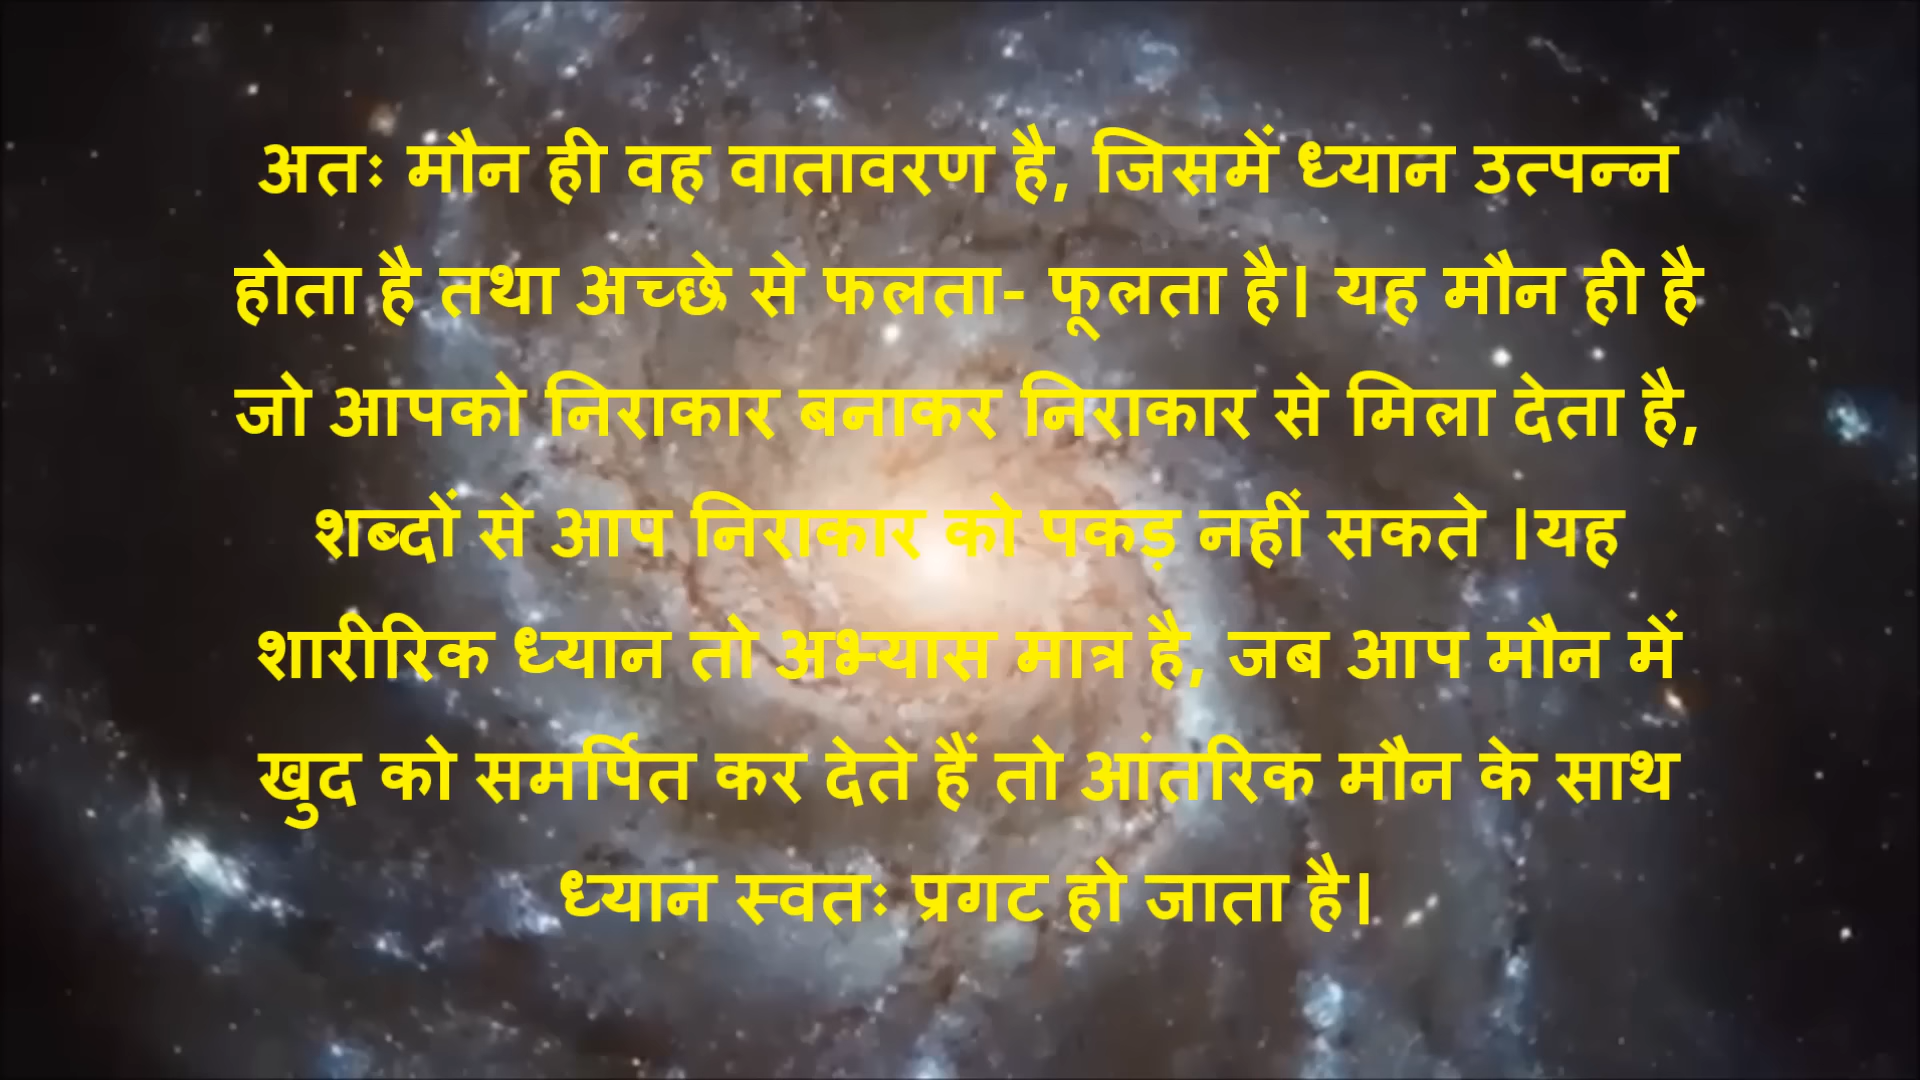 अतः मौन ही वह वातावरण है, जिसमें ध्यान उत्पन्न
होता है तथा अच्छे से फलता- फूलता है। यह मौन ही है
जो आपको निराकार बनाकर निराकार से मिला देता है,
शब्दों से आप निराकार को पकड़ नहीं सकते ।यह
शारीरिक ध्यान तो अभ्यास मात्र है, जब आप मौन में
खुद को समर्पित कर देते हैं तो आंतरिक मौन के साथ
ध्यान स्वतः प्रगट हो जाता है।